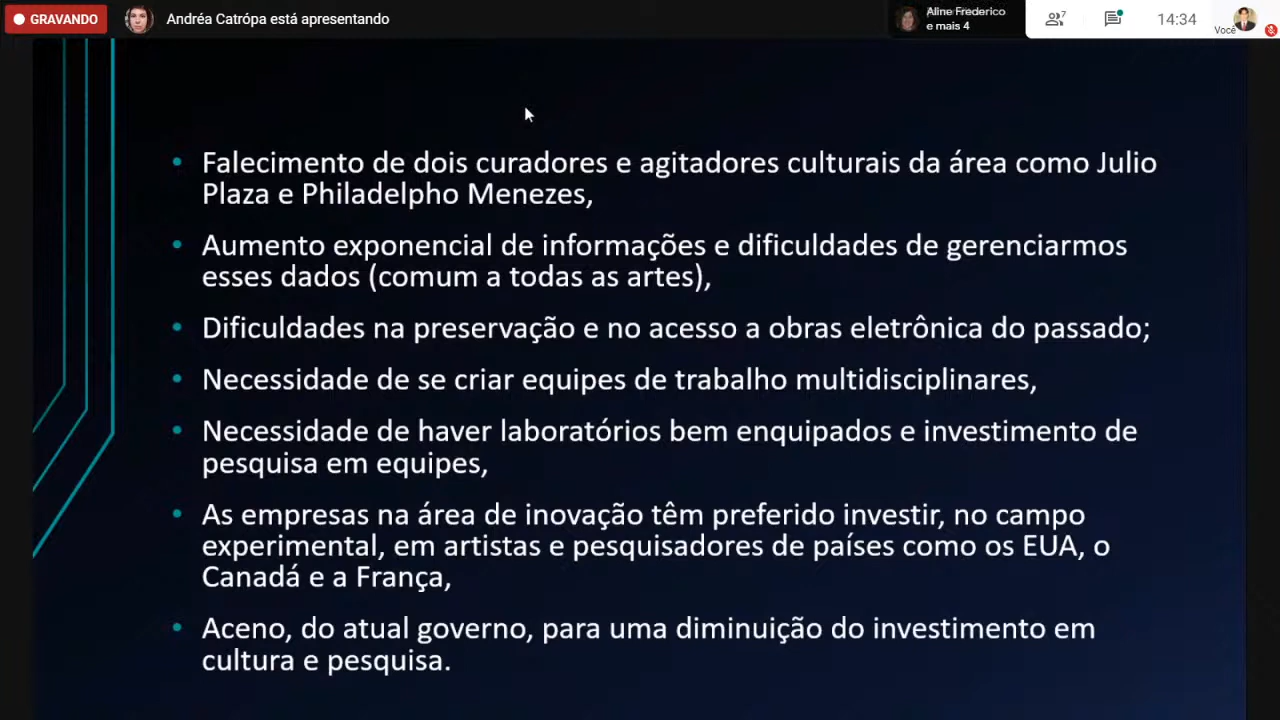 GRAVANDO
Andréa Catrópa está apresentando
Aline Frederico
e mais 4
7
14:34
Você
• Falecimento de dois curadores e agitadores culturais da área como Julio
Plaza e Philadelpho Menezes,
• Aumento exponencial de informações e dificuldades de gerenciarmos
esses dados (comum a todas as artes),
• Dificuldades na preservação e no acesso a obras eletrônica do passado;
• Necessidade de se criar equipes de trabalho multidisciplinares,
• Necessidade de haver laboratórios bem enquipados e investimento de
pesquisa em equipes,
• As empresas na área de inovação têm preferido investir, no campo
experimental, em artistas e pesquisadores de países como os EUA, o
Canadá e a França,
• Aceno, do atual governo, para uma diminuição do investimento em
cultura e pesquisa.